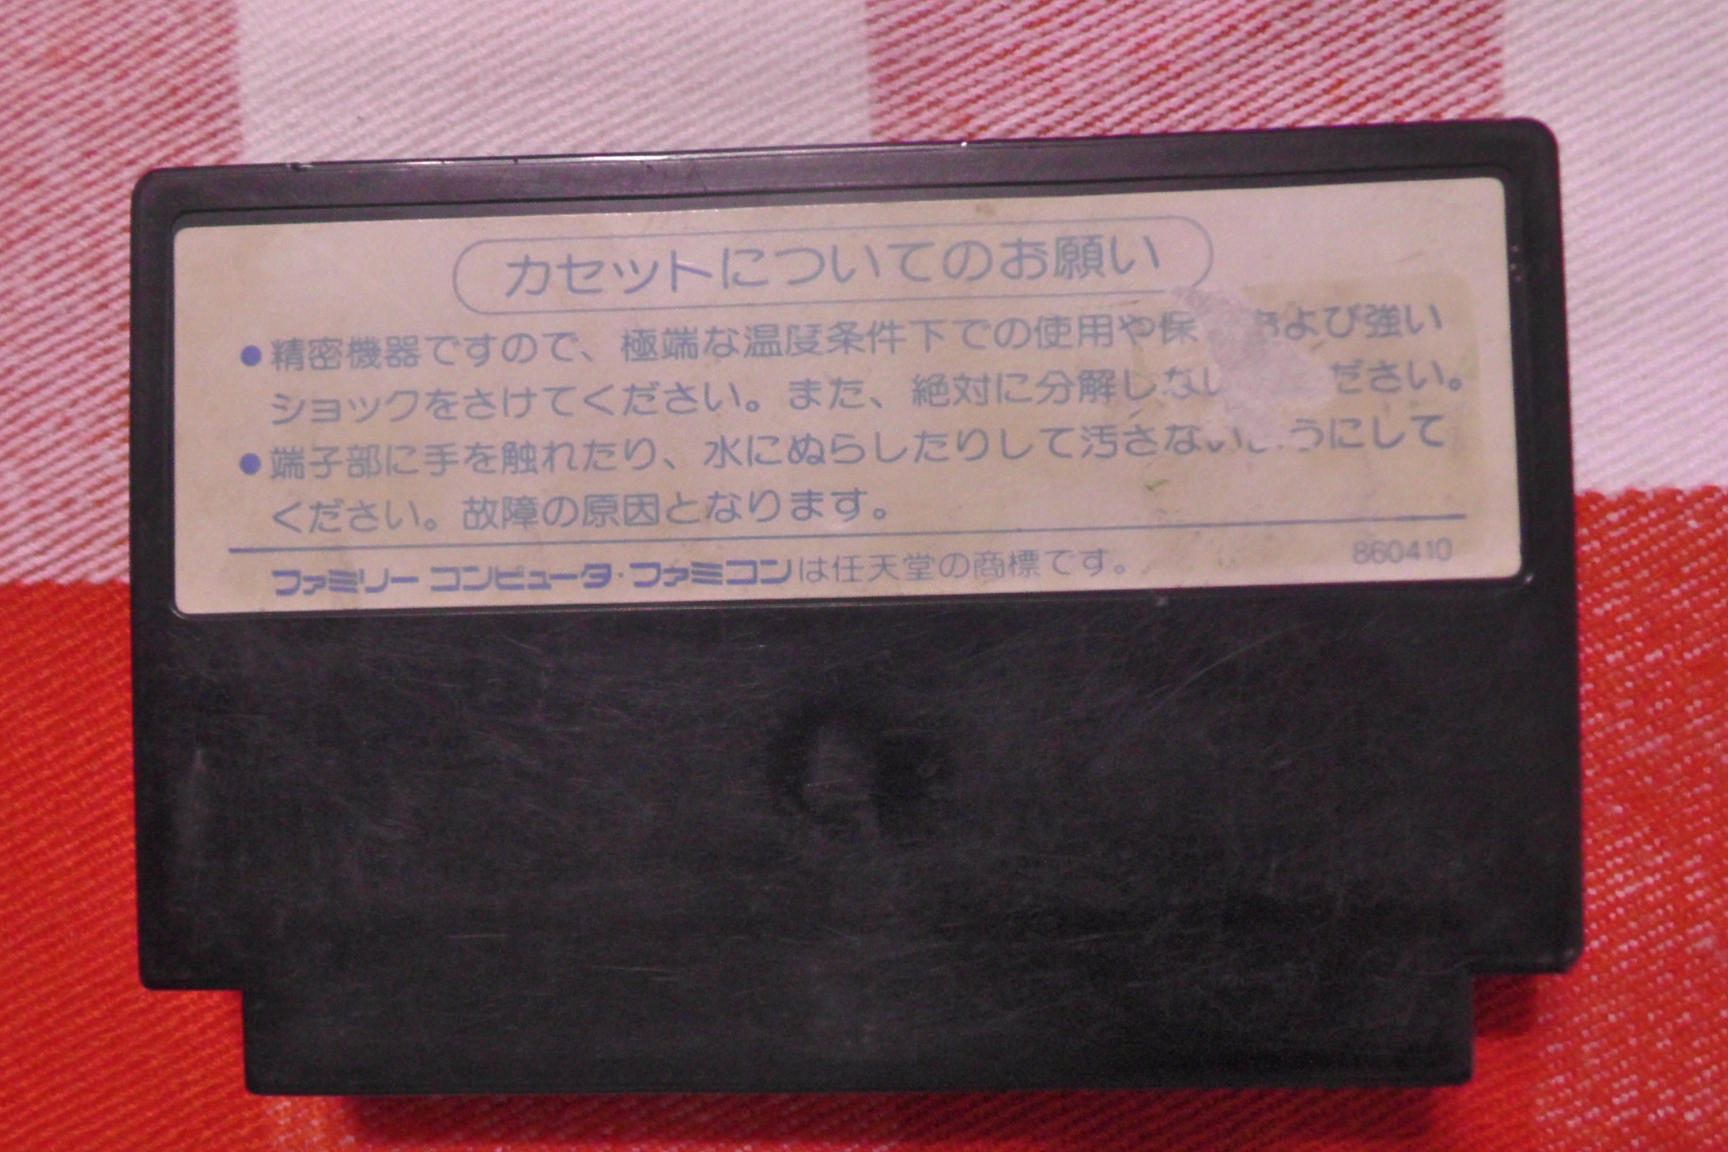 カセットについてのお願い
●精密機器ですので、極端な温度条件下での使用や保 および強い
ショックをさけてください。また、絶対に分解しない ださい。
●端子部に手を触れたり、水にぬらしたりして汚さない ようにして
ください。故障の原因となります。
ファミリー コンピュータ・ファミコンは任天堂の商標です。 860410